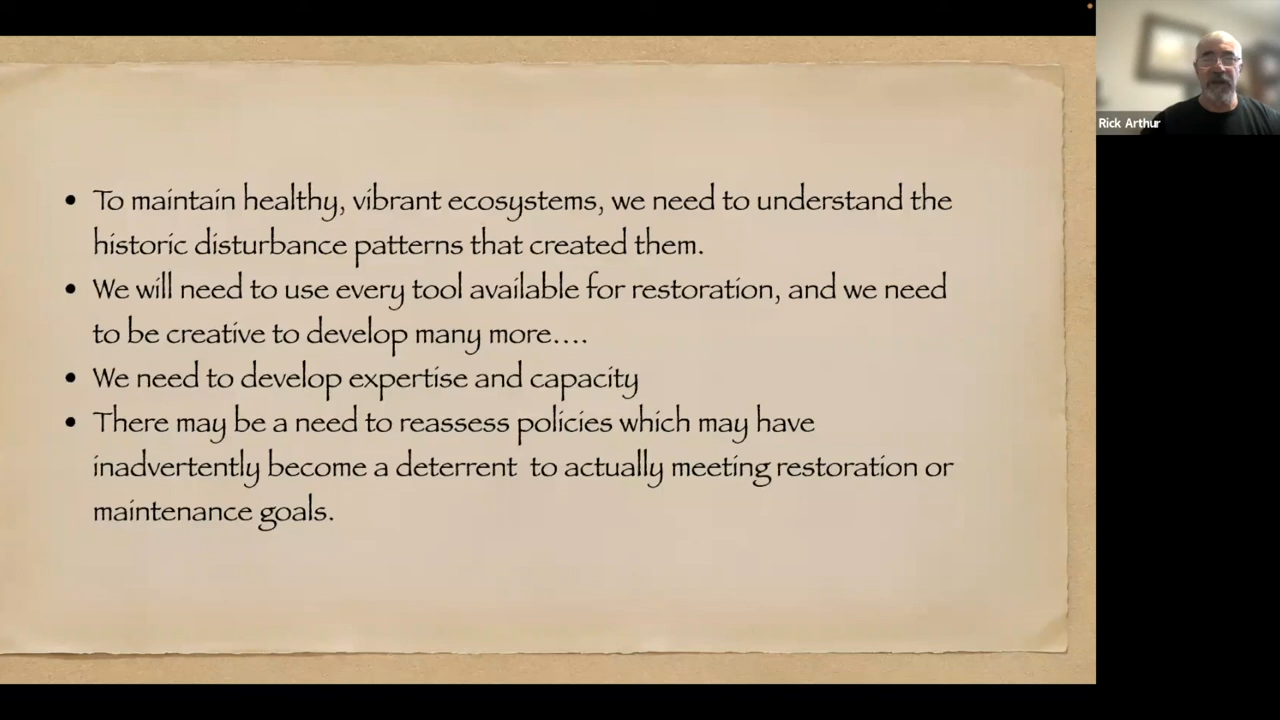 • To maintain healthy, vibrant ecosystems, we need to understand the
historic disturbance patterns that created them.
• We will need to use every tool available for restoration, and we need
to be creative to develop many more....
• We need to develop expertise and capacity
• There may be a need to reassess policies which may have
inadvertently become a deterrent to actually meeting restoration or
maintenance goals.
Rick Arthur